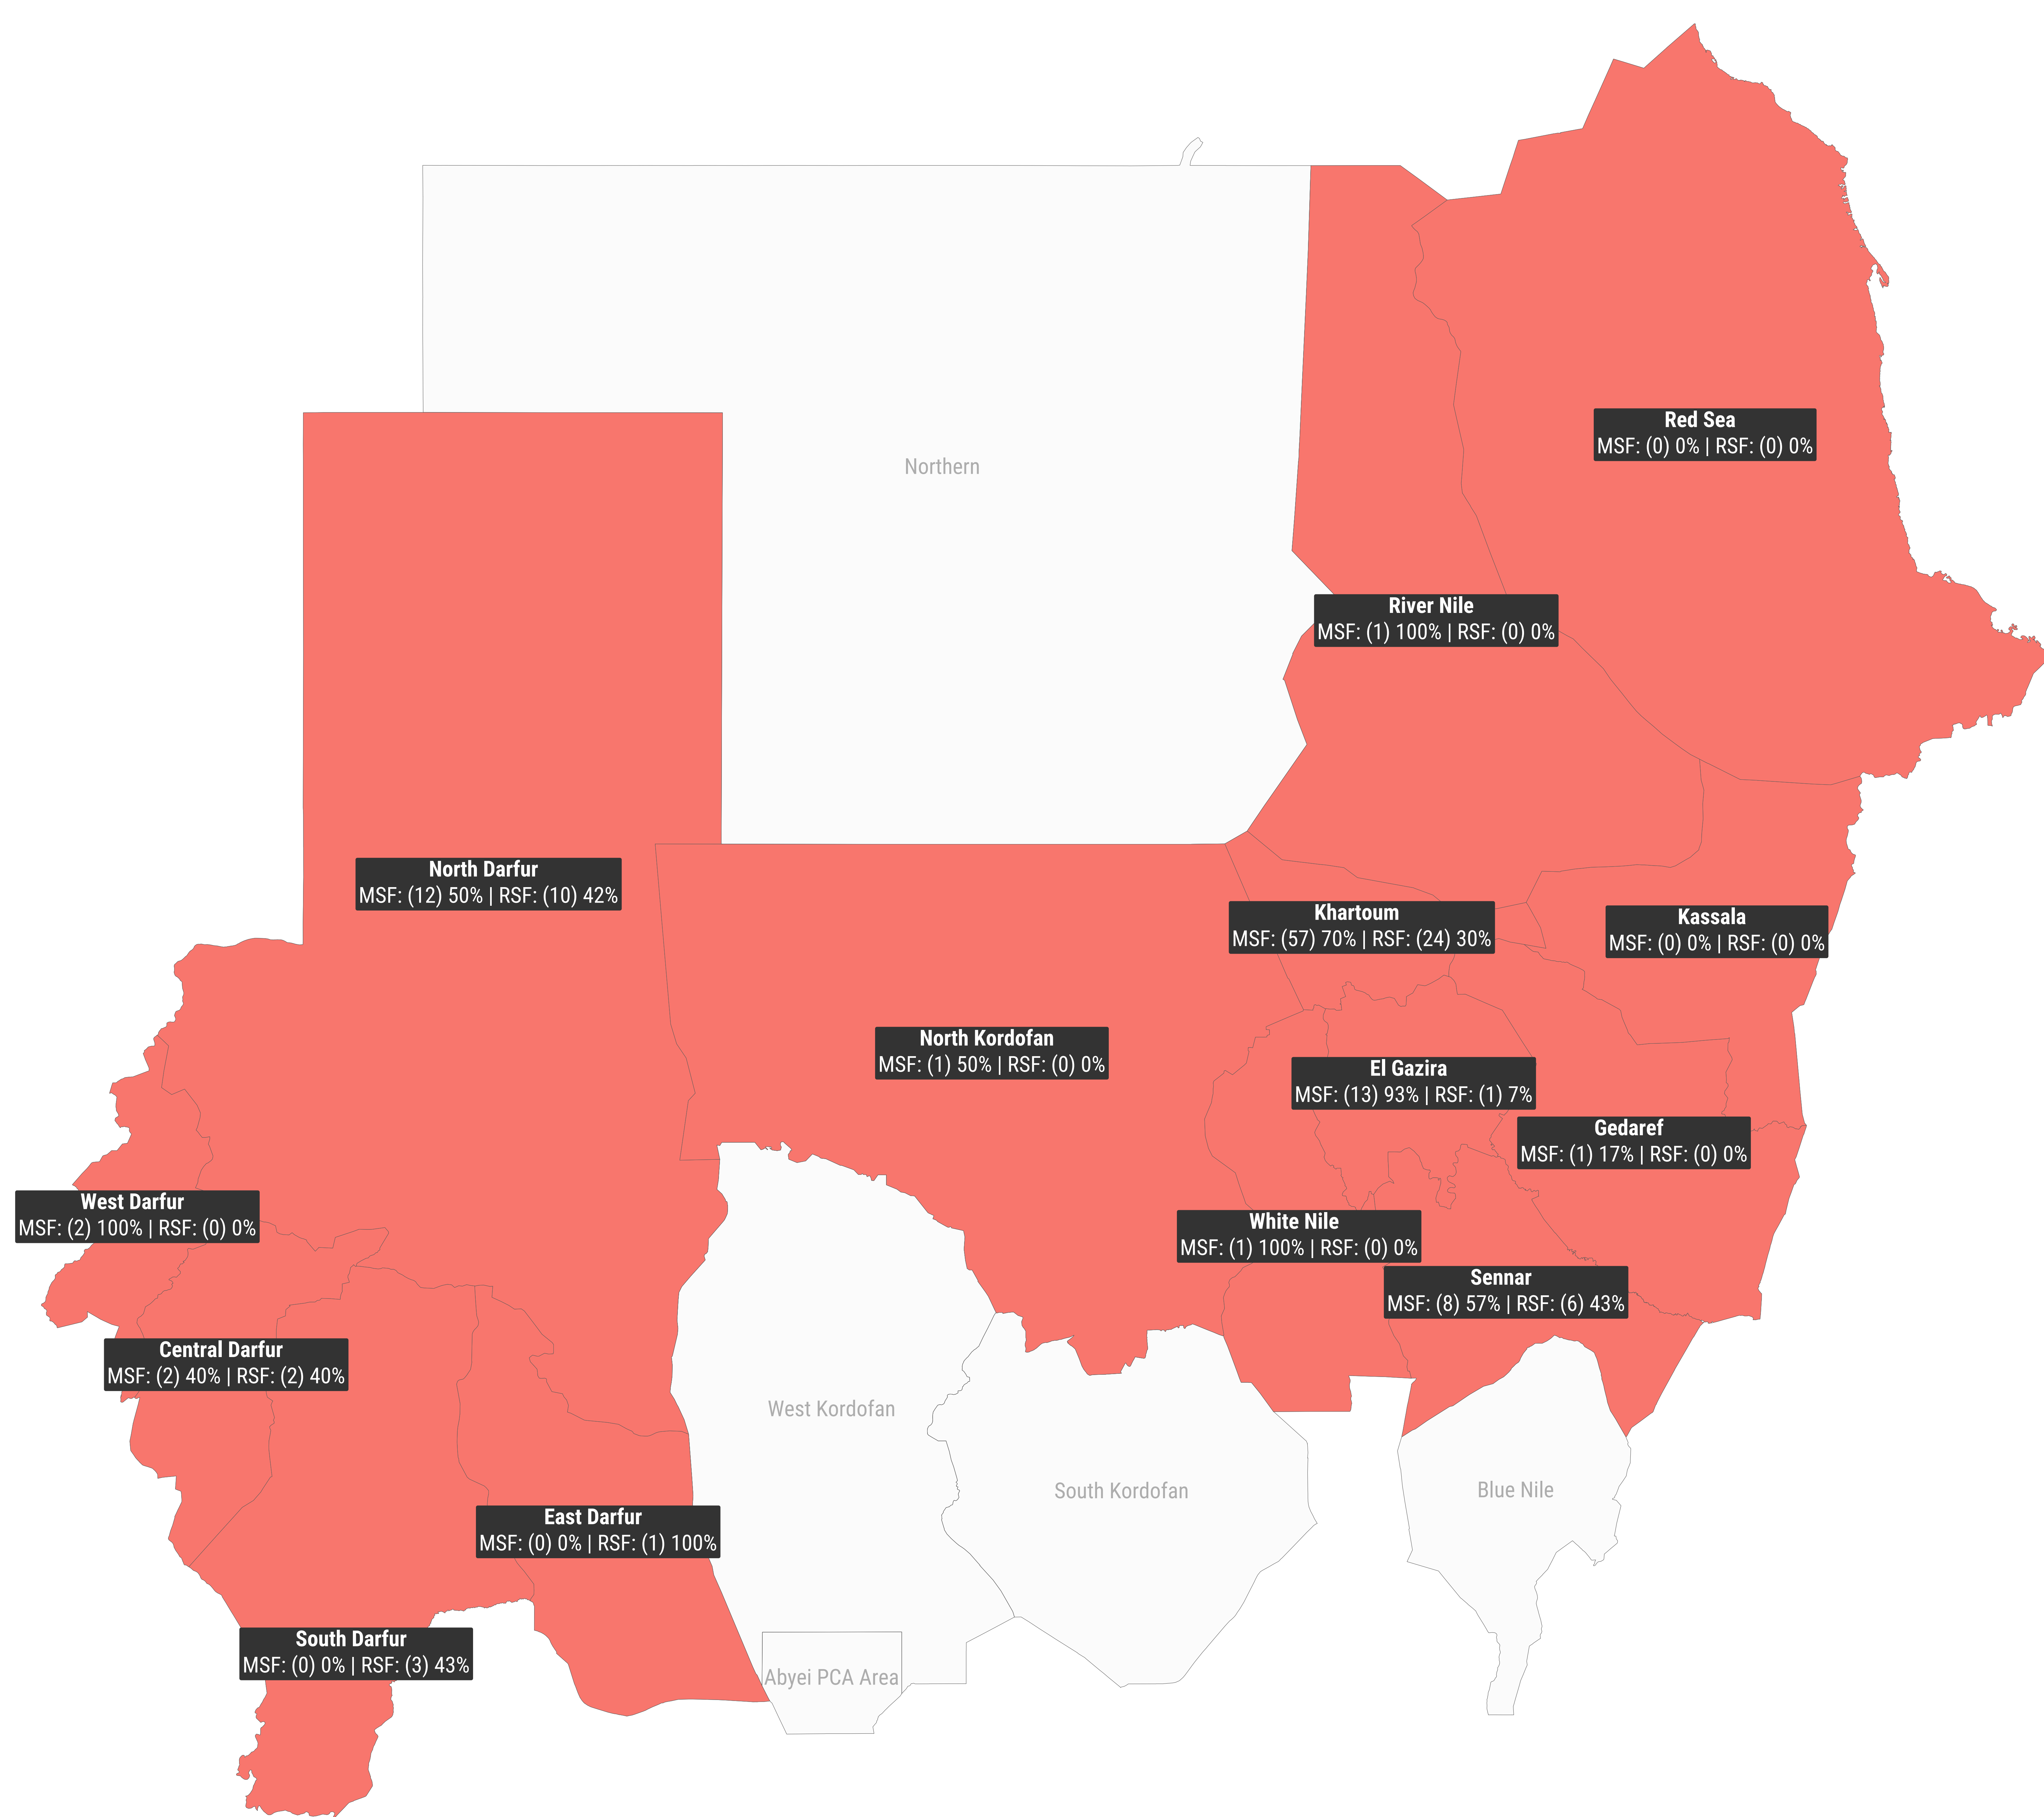 Red Sea
MSF: (0) 0% | RSF: (0) 0%
Northern
River Nile
MSF: (1) 100% | RSF: (0) 0%
North Darfur
MSF: (12) 50% | RSF: (10) 42%
Khartoum
MSF: (57) 70% | RSF: (24) 30%
Kassala
MSF: (0) 0% | RSF: (0) 0%
North Kordofan
MSF: (1) 50% | RSF: (0) 0%
El Gazira
MSF: (13) 93% | RSF: (1) 7%
Gedaref
MSF: (1) 17% | RSF: (0) 0%
West Darfur
MSF: (2) 100% | RSF: (0) 0%
White Nile
MSF: (1) 100% | RSF: (0) 0%
Sennar
MSF: (8) 57% | RSF: (6) 43%
Central Darfur
MSF: (2) 40% | RSF: (2) 40%
West Kordofan
South Kordofan
Blue Nile
East Darfur
MSF: (0) 0% | RSF: (1) 100%
South Darfur
MSF: (0) 0% | RSF: (3) 43%
Abyei PCA Area